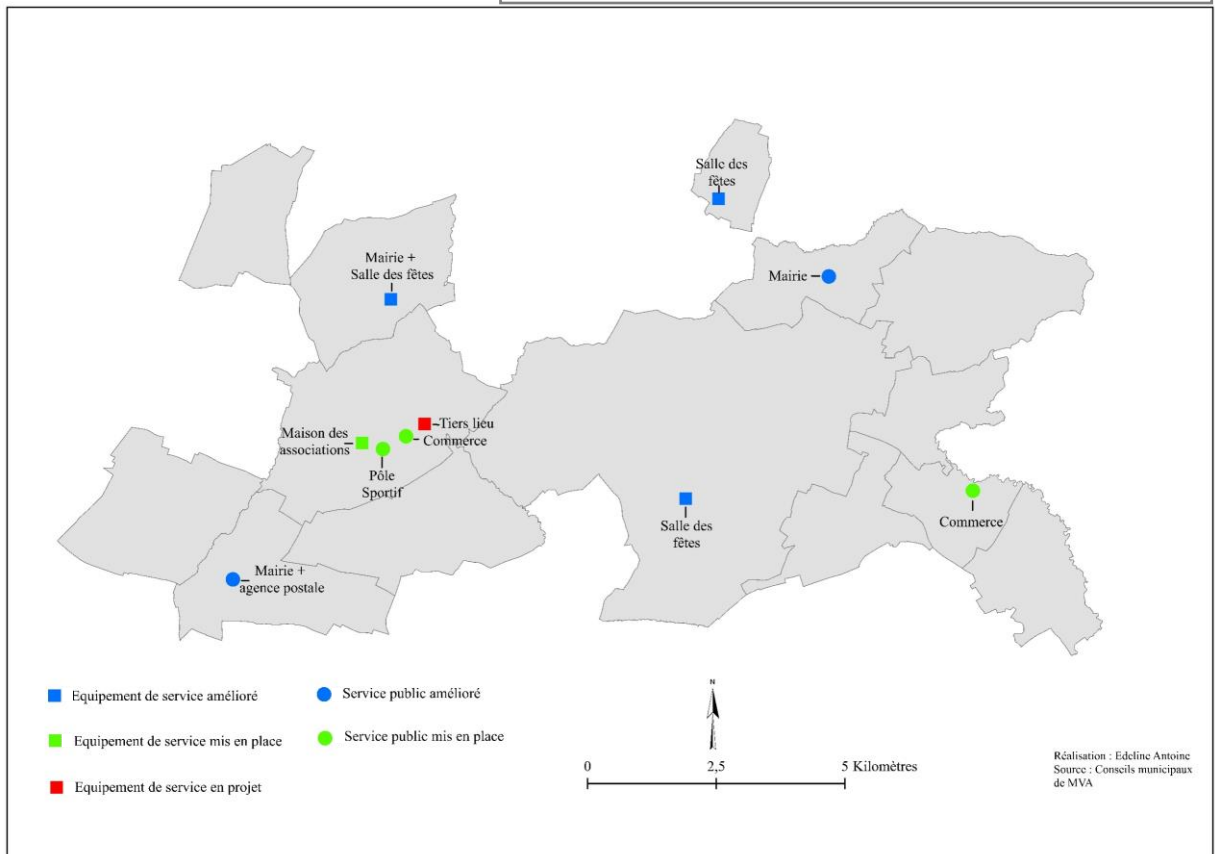 Salle des
fêtes
Mairie +
Salle des fêtes
Mairie
Tiers lieu
Commerce
Maison des
associations
Pôle
Sportif
Commerce
Salle des
fêtes
Mairie +
agence postale
N
Equipement de service amélioré
Service public amélioré
Equipement de service mis en place
Service public mis en place
Equipement de service en projet
0
2,5
5 Kilomètres
Réalisation : Edeline Antoine
Source : Conseils municipaux
de MVA